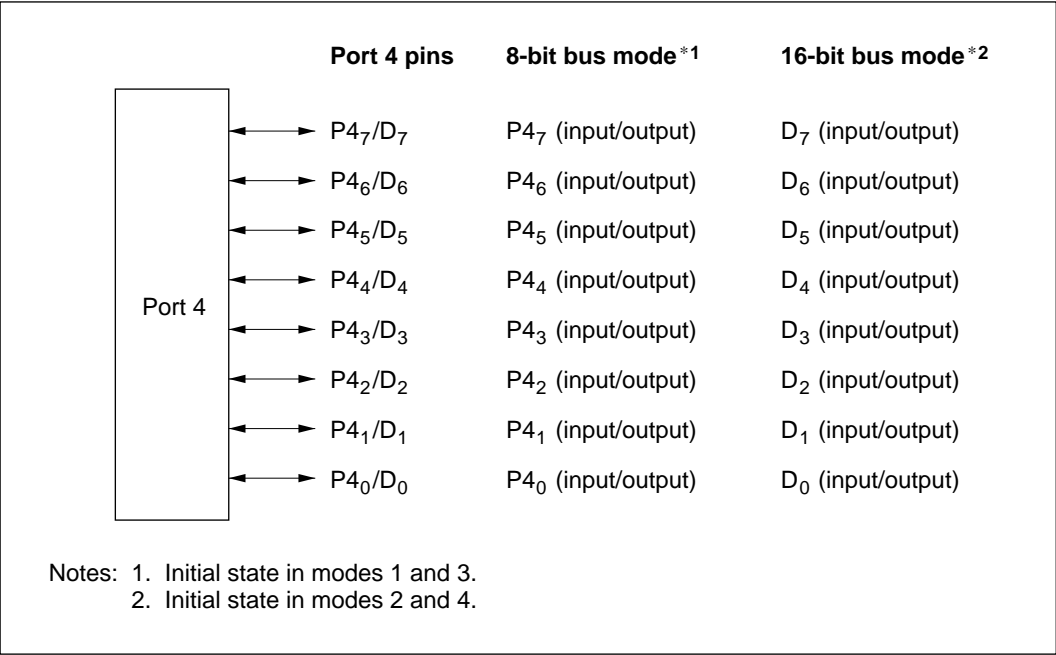 Port 4 pins 8-bit bus mode*1 16-bit bus mode*2
P4₇/D₇ P4₇ (input/output) D₇ (input/output)
P4₆/D₆ P4₆ (input/output) D₆ (input/output)
P4₅/D₅ P4₅ (input/output) D₅ (input/output)
P4₄/D₄ P4₄ (input/output) D₄ (input/output)
Port 4
P4₃/D₃ P4₃ (input/output) D₃ (input/output)
P4₂/D₂ P4₂ (input/output) D₂ (input/output)
P4₁/D₁ P4₁ (input/output) D₁ (input/output)
P4₀/D₀ P4₀ (input/output) D₀ (input/output)
Notes: 1. Initial state in modes 1 and 3.
2. Initial state in modes 2 and 4.